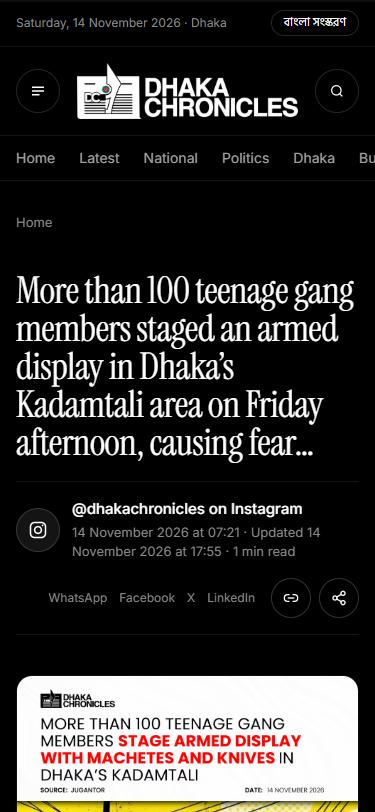 Saturday, 14 November 2026 · Dhaka
বাংলা সংস্করণ
DC
DHAKA
CHRONICLES
Home Latest National Politics Dhaka Bu
Home
More than 100 teenage gang
members staged an armed
display in Dhaka’s
Kadamtali area on Friday
afternoon, causing fear...
@dhakachronicles on Instagram
14 November 2026 at 07:21 · Updated 14
November 2026 at 17:55 · 1 min read
WhatsApp Facebook X LinkedIn
DHAKA
CHRONICLES
MORE THAN 100 TEENAGE GANG
MEMBERS STAGE ARMED DISPLAY
WITH MACHETES AND KNIVES IN
DHAKA’S KADAMTALI
SOURCE: JUGANTOR DATE: 14 NOVEMBER 2026